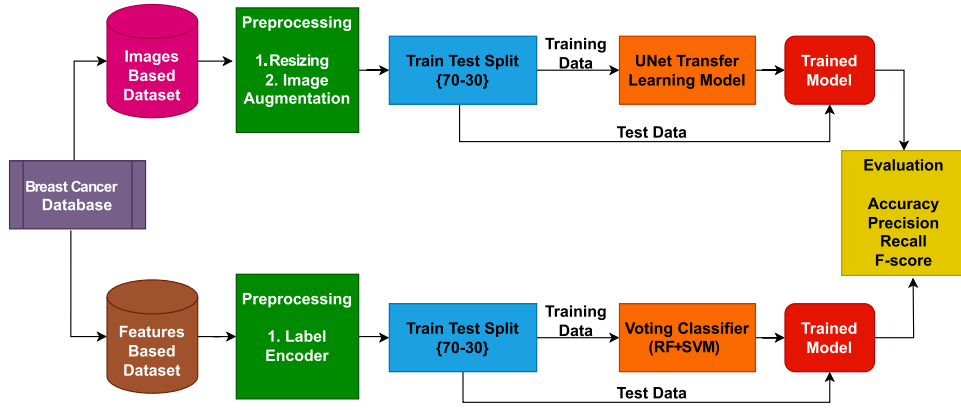 Images
Based
Dataset
Preprocessing
1. Resizing
2. Image
Augmentation
Train Test Split
{70-30}
Training
Data
UNet Transfer
Learning Model
Trained
Model
Test Data
Breast Cancer
Database
Evaluation
Accuracy
Precision
Recall
F-score
Features
Based
Dataset
Preprocessing
1. Label
Encoder
Train Test Split
{70-30}
Training
Data
Voting Classifier
(RF+SVM)
Trained
Model
Test Data